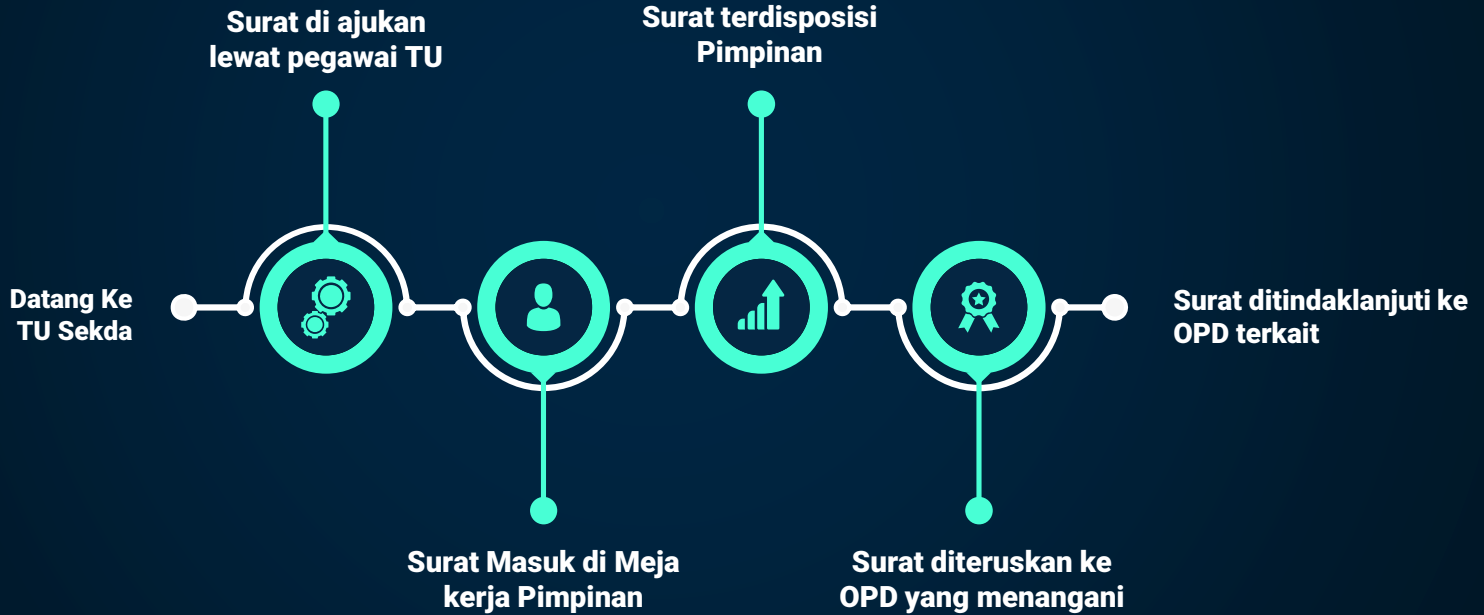 Datang Ke
TU Sekda
Surat di ajukan
lewat pegawai TU
Surat Masuk di Meja
kerja Pimpinan
Surat terdisposisi
Pimpinan
Surat diteruskan ke
OPD yang menangani
Surat ditindaklanjuti ke
OPD terkait